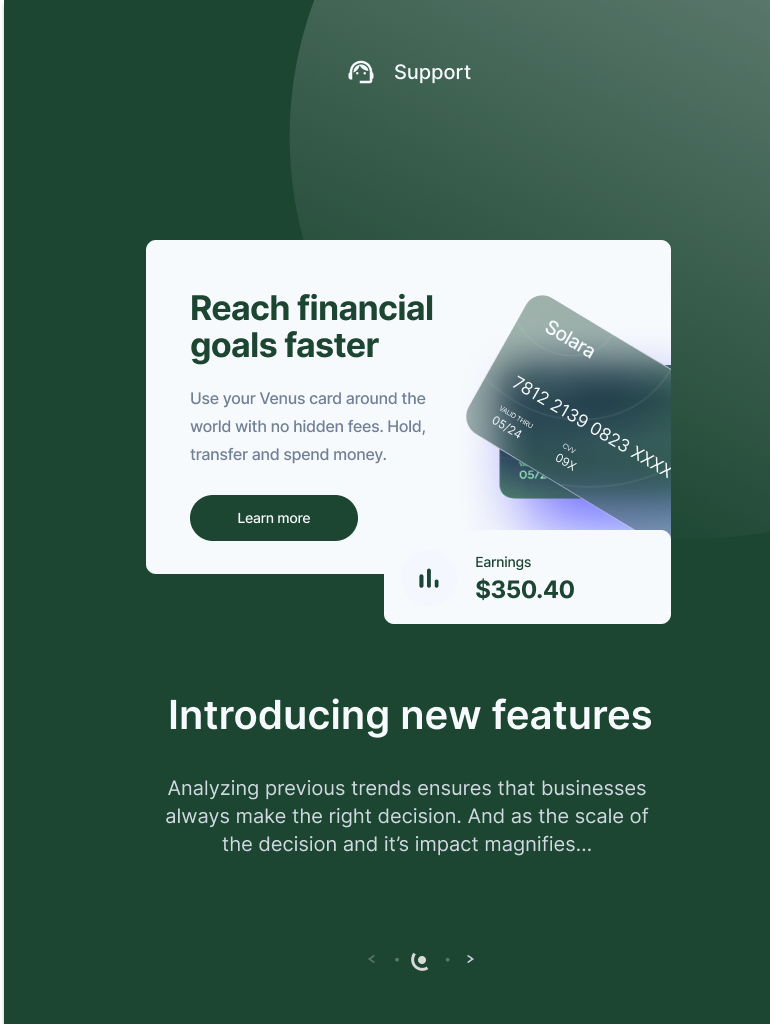 Support
Reach financial
goals faster
Use your Venus card around the
world with no hidden fees. Hold,
transfer and spend money.
Learn more
Solara
7812 2139 0823 XXXX
VALID THRU
05/24
CVV
09X
Earnings
$350.40
Introducing new features
Analyzing previous trends ensures that businesses
always make the right decision. And as the scale of
the decision and it’s impact magnifies...